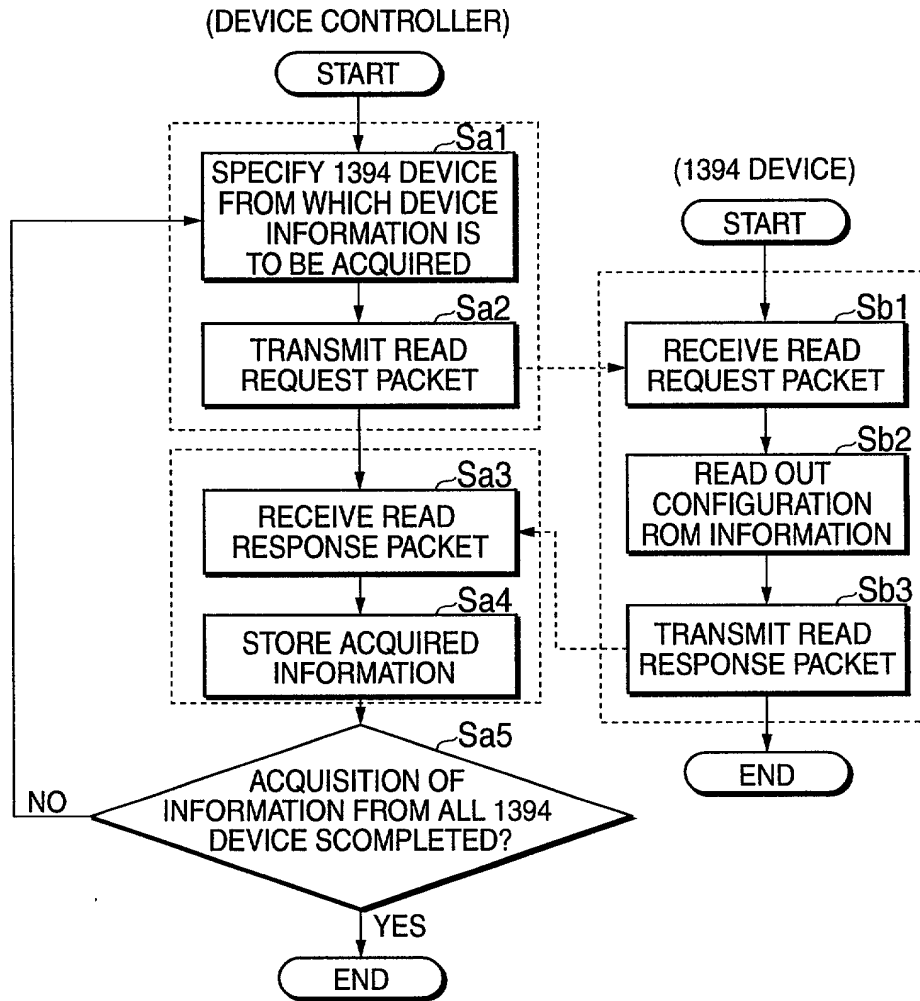 (DEVICE CONTROLLER)
START
Sa1
SPECIFY 1394 DEVICE
FROM WHICH DEVICE
INFORMATION IS
TO BE ACQUIRED
Sa2
TRANSMIT READ
REQUEST PACKET
Sa3
RECEIVE READ
RESPONSE PACKET
Sa4
STORE ACQUIRED
INFORMATION
Sa5
ACQUISITION OF
INFORMATION FROM ALL 1394
DEVICE SCOMPLETED?
NO
YES
END
(1394 DEVICE)
START
Sb1
RECEIVE READ
REQUEST PACKET
Sb2
READ OUT
CONFIGURATION
ROM INFORMATION
Sb3
TRANSMIT READ
RESPONSE PACKET
END